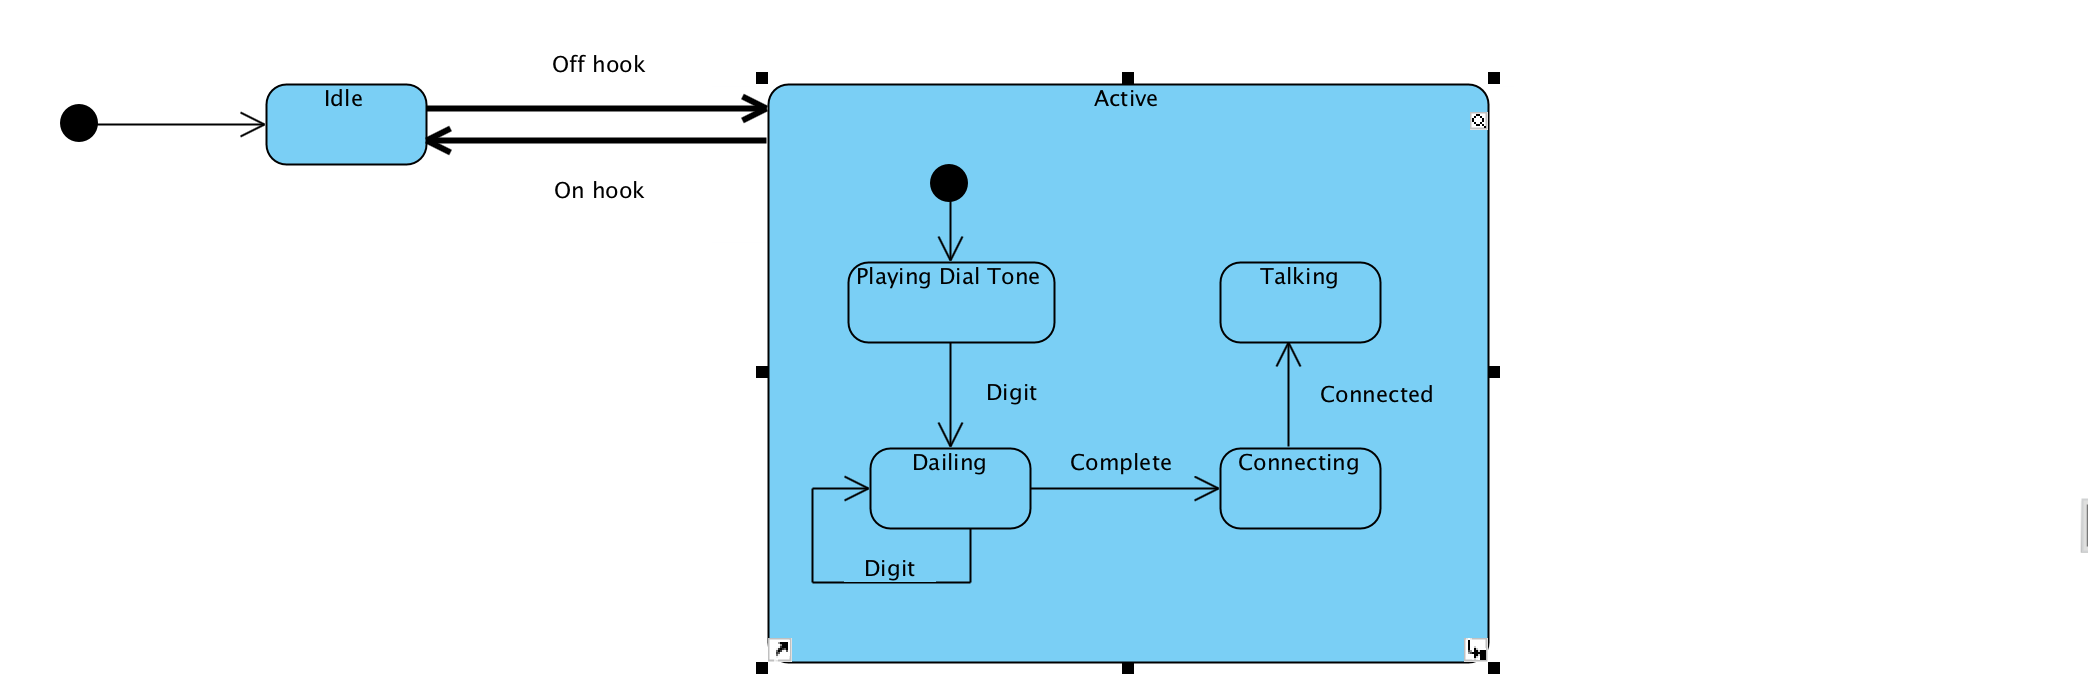 Off hook
Idle
Active
On hook
Playing Dial Tone
Talking
Digit
Connected
Dailing
Complete
Connecting
Digit